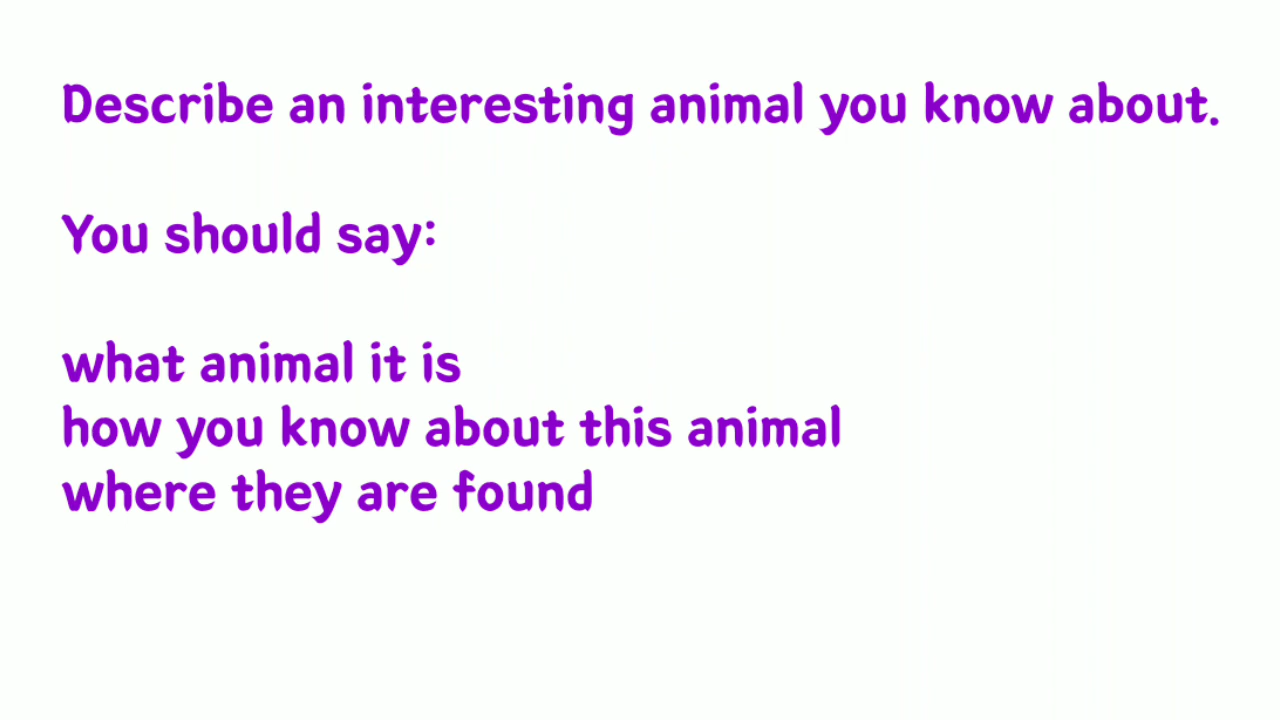 Describe an interesting animal you know about.
You should say:
what animal it is
how you know about this animal
where they are found